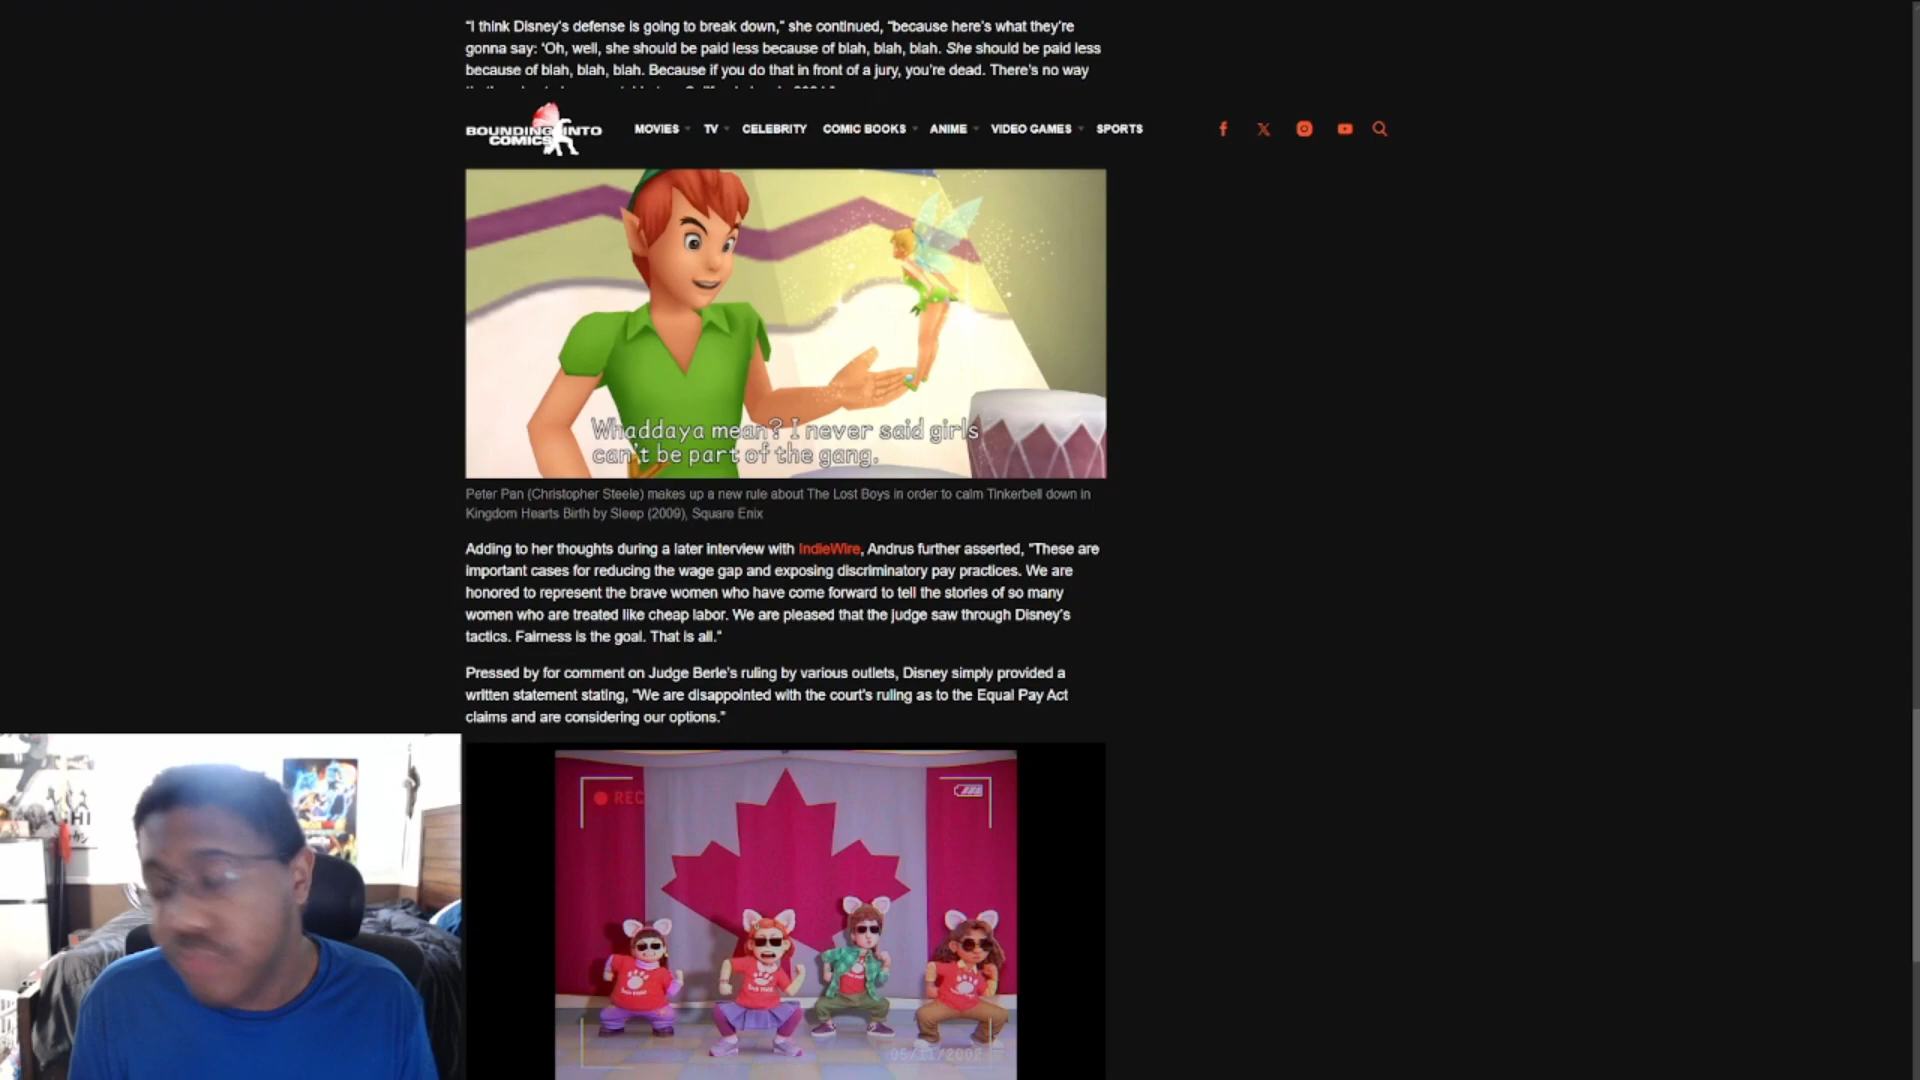 “I think Disney’s defense is going to break down,” she continued, “because here’s what they’re
gonna say: ‘Oh, well, she should be paid less because of blah, blah, blah. She should be paid less
because of blah, blah, blah. Because if you do that in front of a jury, you’re dead. There’s no way
BOUNDING INTO
COMICS
MOVIES TV CELEBRITY COMIC BOOKS ANIME VIDEO GAMES SPORTS
Whaddaya mean? I never said girls
can't be part of the gang.
Peter Pan (Christopher Steele) makes up a new rule about The Lost Boys in order to calm Tinkerbell down in
Kingdom Hearts Birth by Sleep (2009), Square Enix
Adding to her thoughts during a later interview with IndieWire, Andrus further asserted, “These are
important cases for reducing the wage gap and exposing discriminatory pay practices. We are
honored to represent the brave women who have come forward to tell the stories of so many
women who are treated like cheap labor. We are pleased that the judge saw through Disney’s
tactics. Fairness is the goal. That is all.”
Pressed by for comment on Judge Berle’s ruling by various outlets, Disney simply provided a
written statement stating, “We are disappointed with the court’s ruling as to the Equal Pay Act
claims and are considering our options.”
REC
05/11/2002